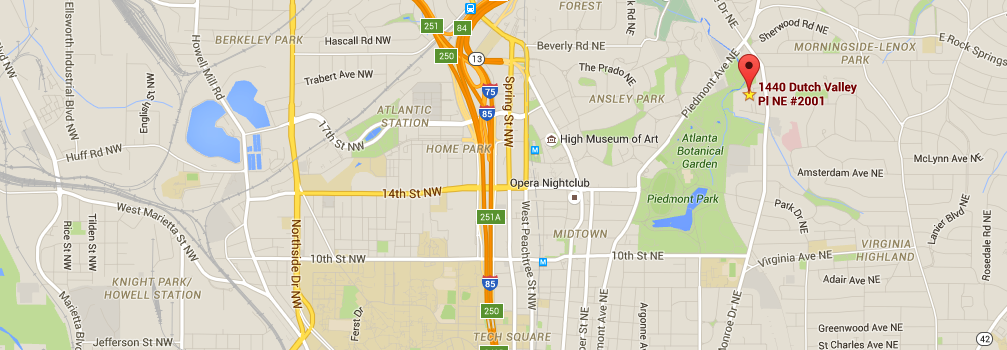 Ellsworth Industrial Blvd NW
BERKELEY PARK
Howell Mill Rd
Hascall Rd NW
Trabert Ave NW
English St NW
Huff Rd NW
17th St NW
ATLANTIC
STATION
HOME PARK
14th St NW
West Marietta St NW
Rice St NW
Tilden St NW
Northside Dr NW
10th St NW
KNIGHT PARK/
HOWELL STATION
Marietta Blvd
Jefferson St NW
Ferst Dr
251
84
250
13
75
85
251A
85
250
Spring St NW
West Peachtree St NW
TECH SQUARE
FOREST
Beverly Rd NE
The Prado NE
ANSLEY PARK
High Museum of Art
Opera Nightclub
MIDTOWN
10th St NE
Argonne Ave
Piedmont Ave NE
Atlanta
Botanical
Garden
Piedmont Park
1440 Dutch Valley
Pl NE #2001
Sherwood Rd NE
MORNINGSIDE-LENOX
PARK
E Rock Springs
McLynn Ave NE
Amsterdam Ave NE
Park Dr NE
Lanier Blvd NE
Rosedale Rd NE
VIRGINIA
HIGHLAND
Virginia Ave NE
Adair Ave NE
Greenwood Ave NE
St Charles Ave NE
42